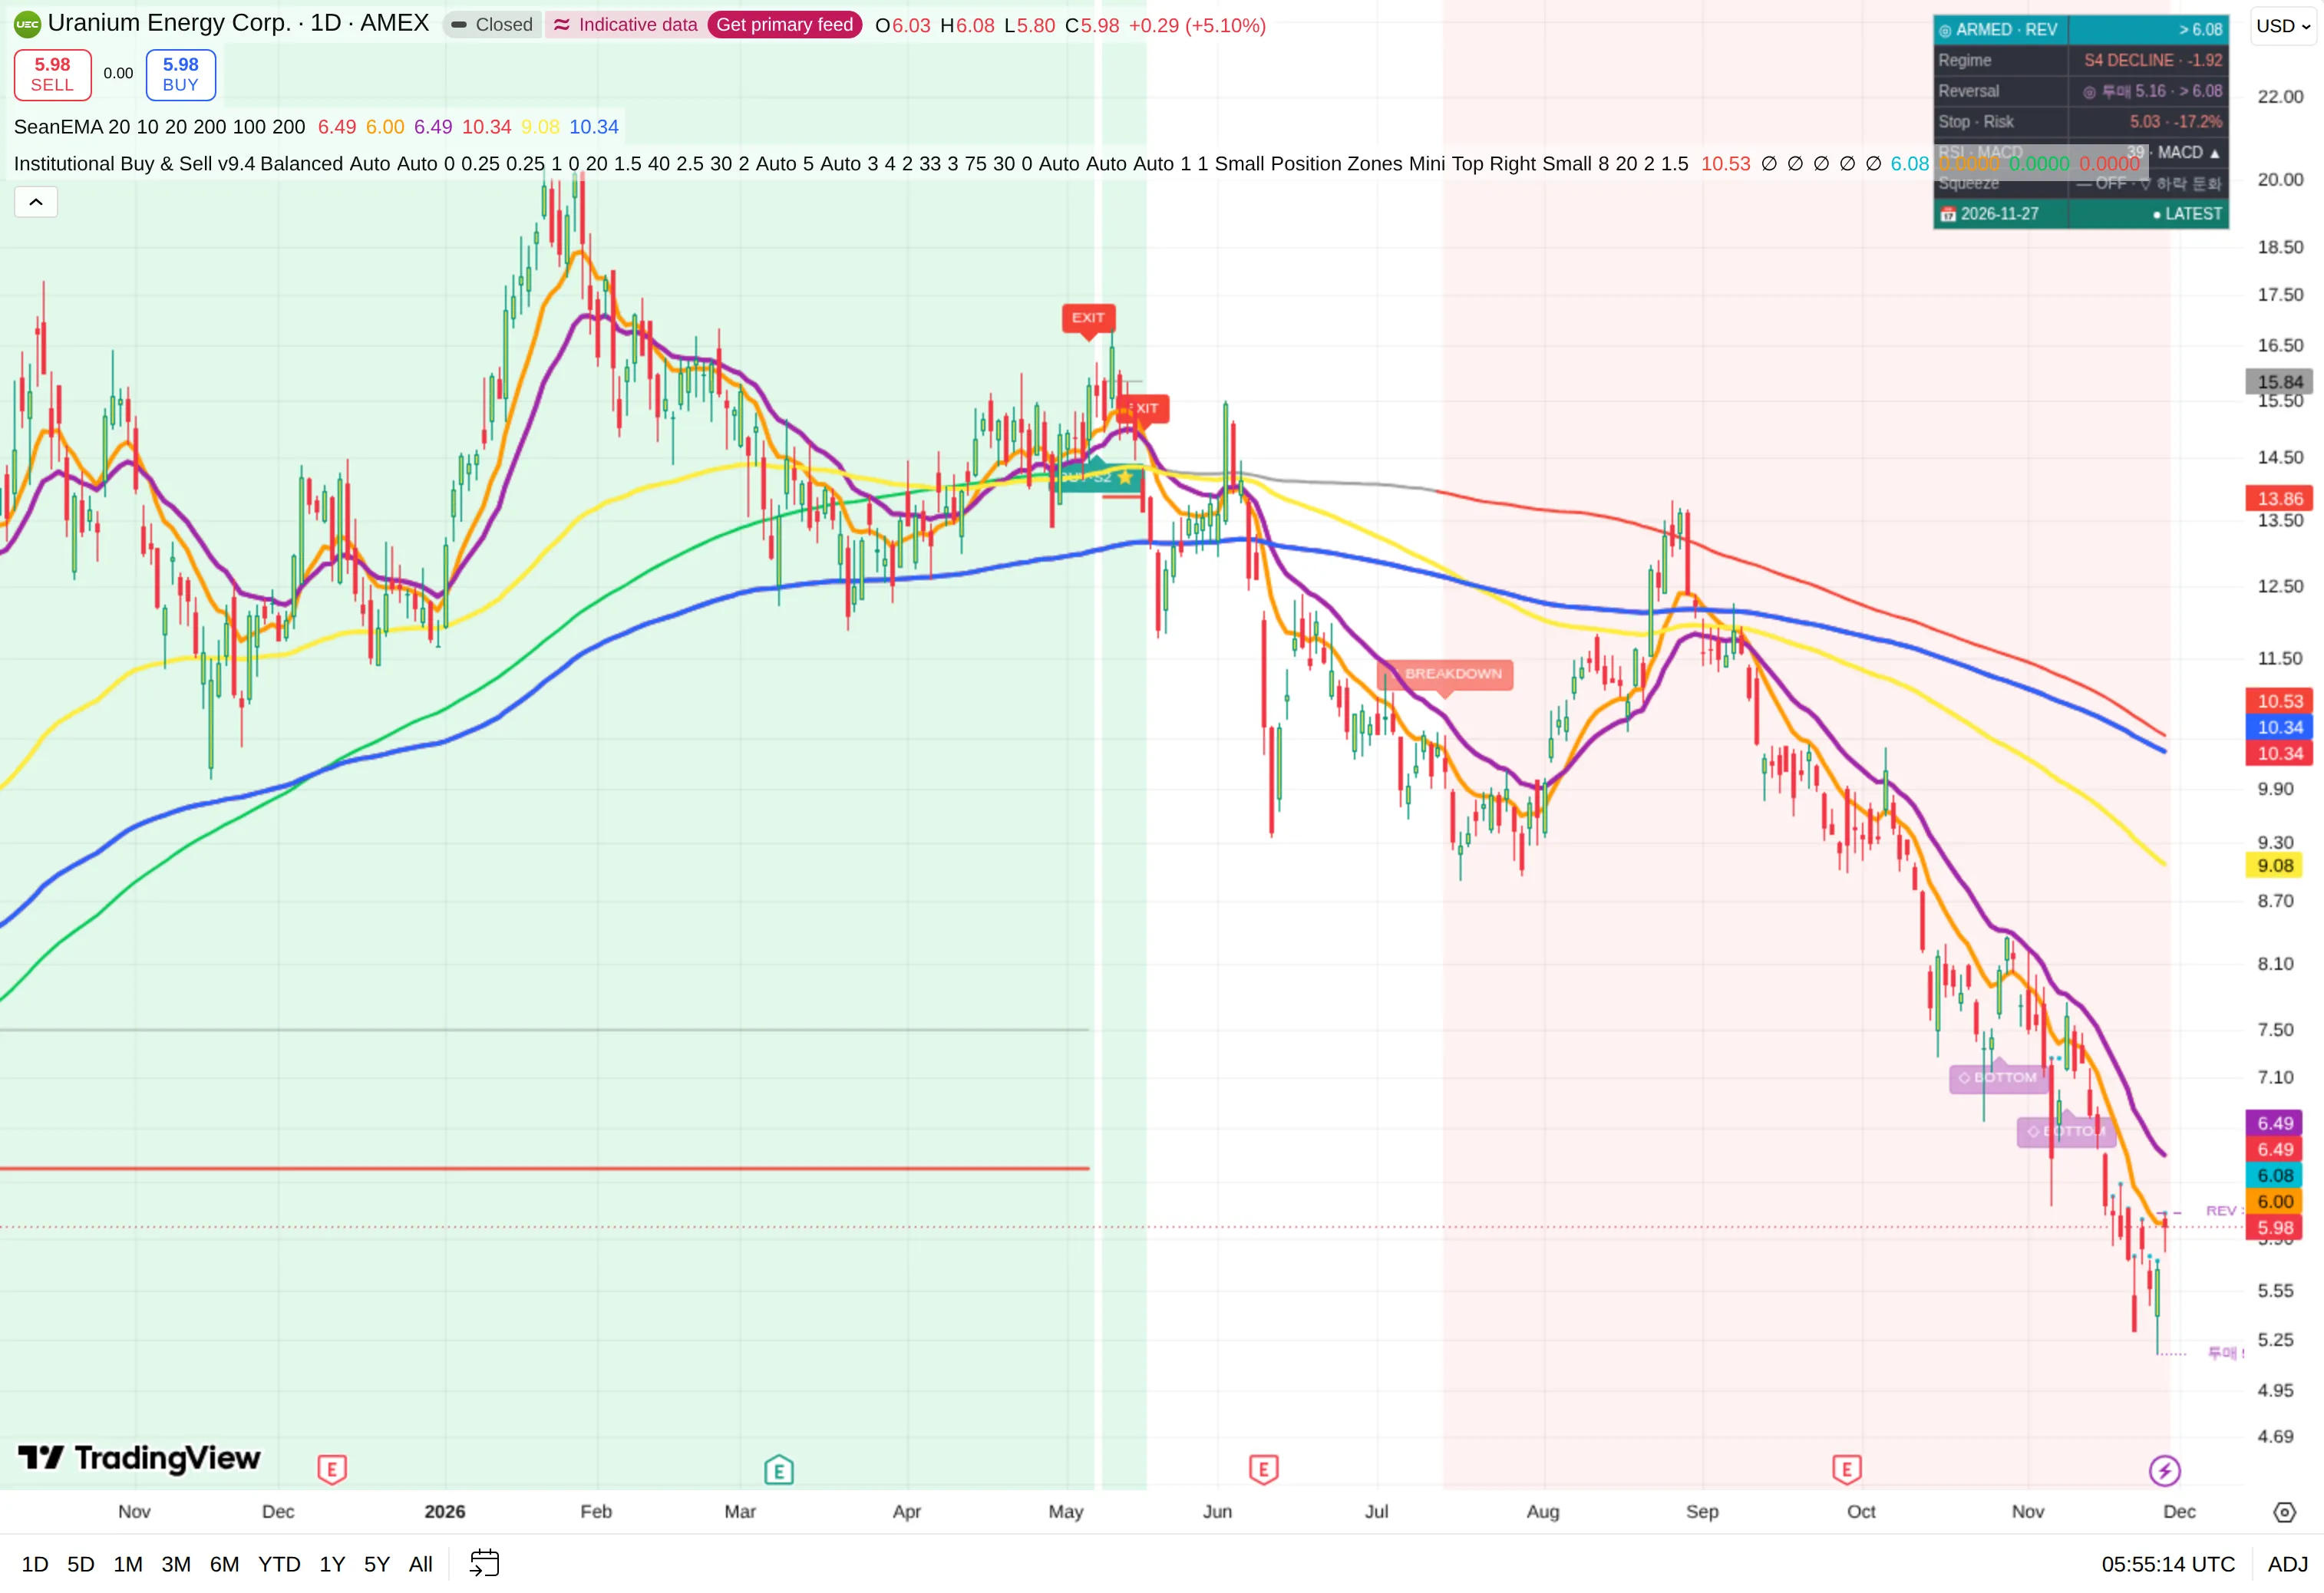 Uranium Energy Corp. · 1D · AMEX Closed Indicative data Get primary feed O6.03 H6.08 L5.80 C5.98 +0.29 (+5.10%)
5.98 SELL 0.00 5.98 BUY
SeanEMA 20 10 20 200 100 200 6.49 6.00 6.49 10.34 9.08 10.34
Institutional Buy & Sell v9.4 Balanced Auto Auto 0 0.25 0.25 1 0 20 1.5 40 2.5 30 2 Auto 5 Auto 3 4 2 33 3 75 30 0 Auto Auto Auto 1 1 Small Position Zones Mini Top Right Small 8 20 2 1.5 10.53 ∅ ∅ ∅ ∅ ∅ 6.08 0.0000 0.0000 0.0000
◎ ARMED · REV > 6.08
Regime S4 DECLINE · -1.92
Reversal ◎ 투매 5.16 · > 6.08
Stop · Risk 5.03 · -17.2%
RSI · MACD 39 · MACD ▲
Squeeze — OFF · ▽ 하락 둔화
2026-11-27 ● LATEST
USD
22.00
20.00
18.50
17.50
16.50
15.84
15.50
14.50
13.86
13.50
12.50
11.50
10.53
10.34
10.34
9.90
9.30
9.08
8.70
8.10
7.50
7.10
6.49
6.49
6.08
6.00
5.98
5.55
5.25
4.95
4.69
EXIT
EXIT
BREAKDOWN
◇ BOTTOM
◇ BOTTOM
REV
투매
TradingView
E
E
E
E
Nov Dec 2026 Feb Mar Apr May Jun Jul Aug Sep Oct Nov Dec
1D 5D 1M 3M 6M YTD 1Y 5Y All 05:55:14 UTC ADJ